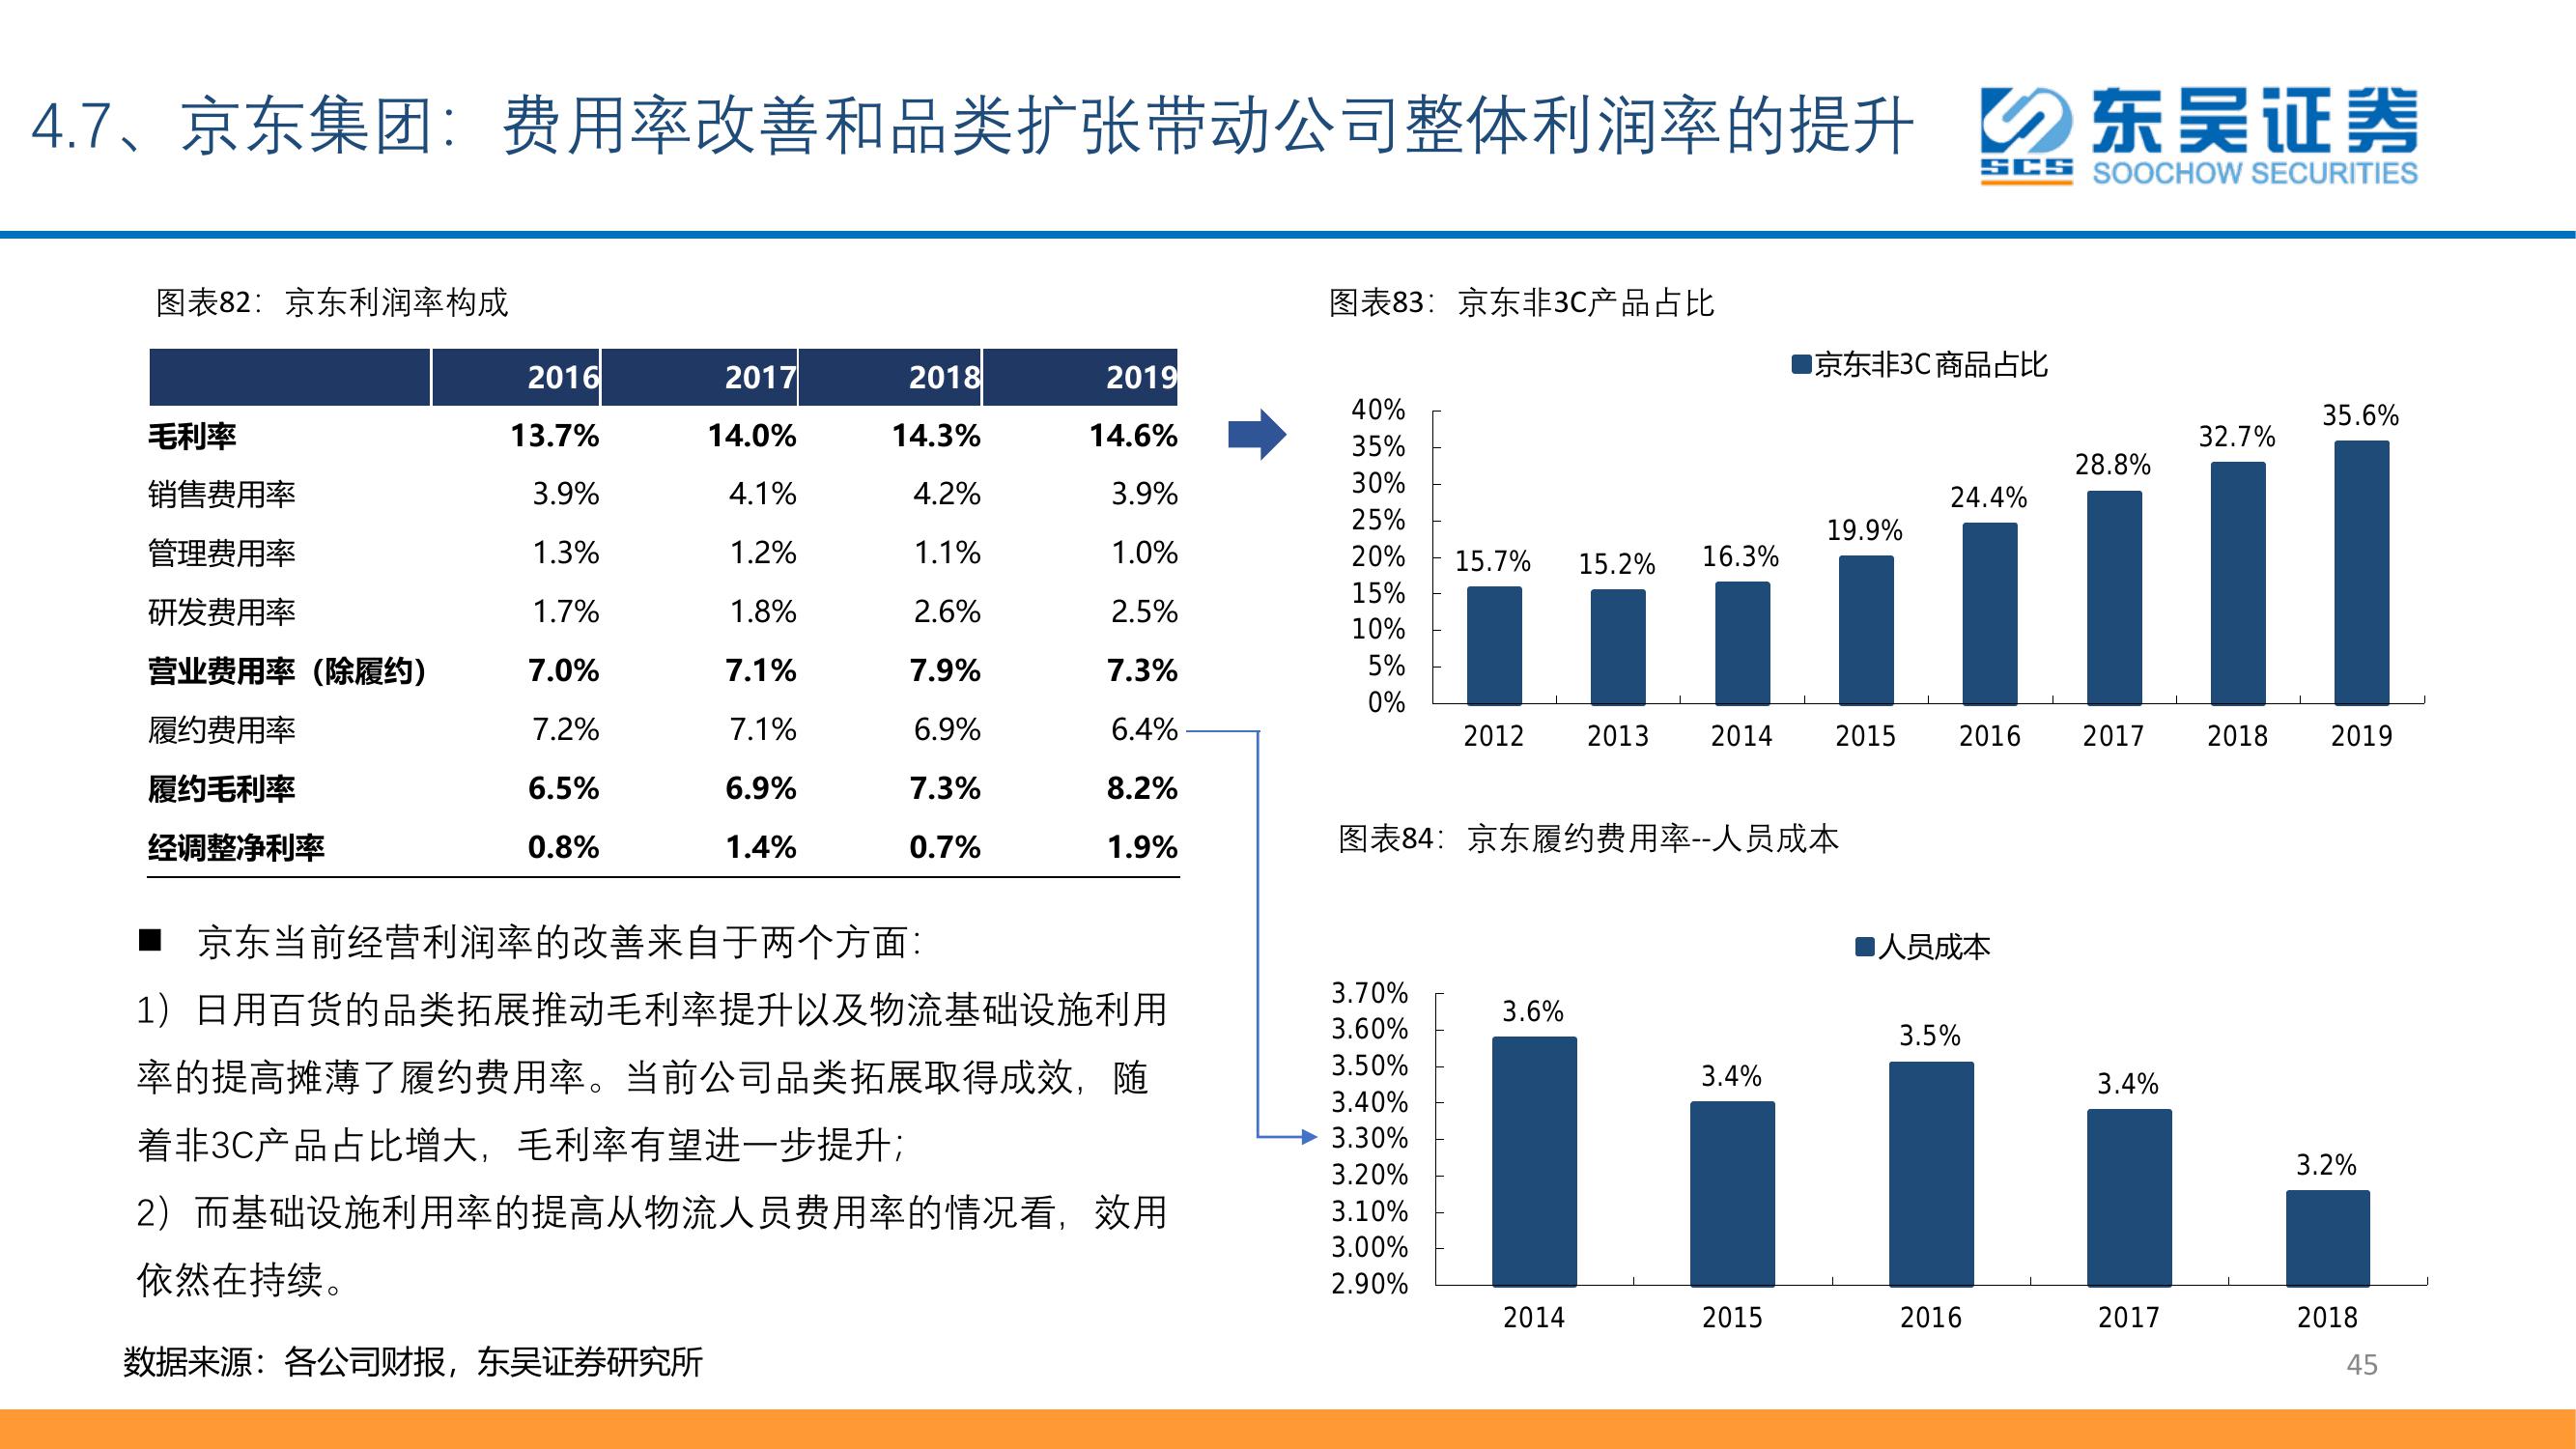 4.7、京东集团：费用率改善和品类扩张带动公司整体利润率的提升
东吴证券
SCS
SOOCHOW SECURITIES
图表82：京东利润率构成
2016 2017 2018 2019
毛利率 13.7% 14.0% 14.3% 14.6%
销售费用率 3.9% 4.1% 4.2% 3.9%
管理费用率 1.3% 1.2% 1.1% 1.0%
研发费用率 1.7% 1.8% 2.6% 2.5%
营业费用率（除履约） 7.0% 7.1% 7.9% 7.3%
履约费用率 7.2% 7.1% 6.9% 6.4%
履约毛利率 6.5% 6.9% 7.3% 8.2%
经调整净利率 0.8% 1.4% 0.7% 1.9%
■ 京东当前经营利润率的改善来自于两个方面：
1）日用百货的品类拓展推动毛利率提升以及物流基础设施利用
率的提高摊薄了履约费用率。当前公司品类拓展取得成效，随
着非3C产品占比增大，毛利率有望进一步提升；
2）而基础设施利用率的提高从物流人员费用率的情况看，效用
依然在持续。
图表83：京东非3C产品占比
京东非3C商品占比
40%
35%
30%
25%
20%
15%
10%
5%
0%
15.7% 15.2% 16.3% 19.9% 24.4% 28.8% 32.7% 35.6%
2012 2013 2014 2015 2016 2017 2018 2019
图表84：京东履约费用率--人员成本
人员成本
3.70%
3.60%
3.50%
3.40%
3.30%
3.20%
3.10%
3.00%
2.90%
3.6% 3.4% 3.5% 3.4% 3.2%
2014 2015 2016 2017 2018
数据来源：各公司财报，东吴证券研究所
45